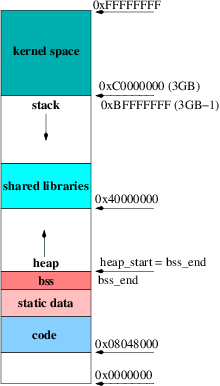 0xFFFFFFFF
kernel space
0xC0000000 (3GB)
stack
0xBFFFFFFF (3GB−1)
shared libraries
0x40000000
heap
heap_start = bss_end
bss
bss_end
static data
code
0x08048000
0x0000000